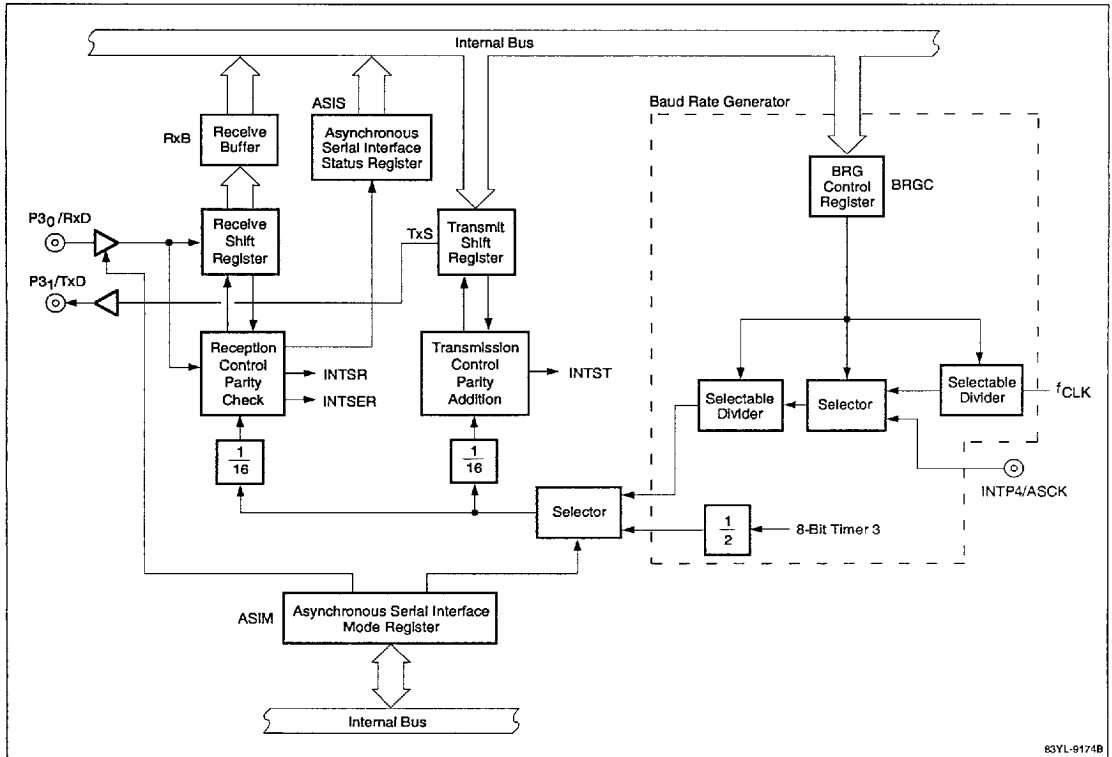 Internal Bus
ASIS
Baud Rate Generator
RxB
Receive
Buffer
Asynchronous
Serial Interface
Status Register
BRG
Control
Register
BRGC
P30/RxD
Receive
Shift
Register
TxS
Transmit
Shift
Register
P31/TxD
Reception
Control
Parity
Check
INTSR
INTSER
Transmission
Control
Parity
Addition
INTST
Selectable
Divider
Selector
Selectable
Divider
fCLK
1
16
1
16
INTP4/ASCK
Selector
1
2
8-Bit Timer 3
ASIM
Asynchronous Serial Interface
Mode Register
Internal Bus
83YL-9174B